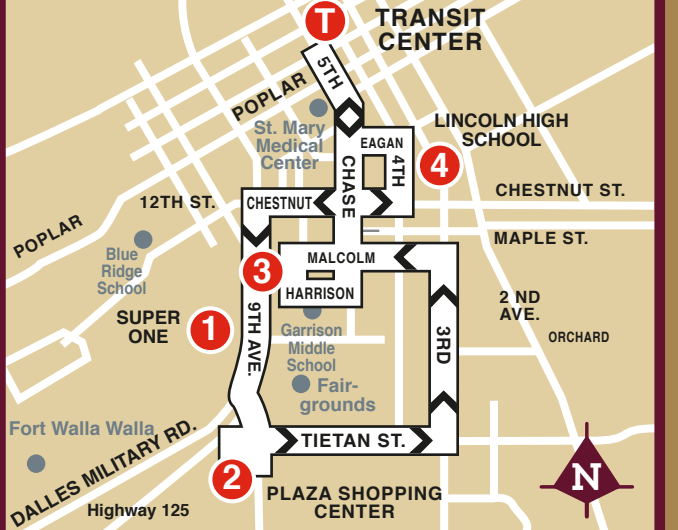 T
TRANSIT
CENTER
5TH
POPLAR
St. Mary
Medical
Center
EAGAN
LINCOLN HIGH
SCHOOL
4TH
4
CHASE
12TH ST.
CHESTNUT
CHESTNUT ST.
POPLAR
MAPLE ST.
Blue
Ridge
School
3
MALCOLM
HARRISON
2 ND
AVE.
SUPER
ONE
1
9TH AVE.
Garrison
Middle
School
3RD
ORCHARD
Fair-
grounds
Fort Walla Walla
DALLES MILITARY RD.
TIETAN ST.
2
N
PLAZA SHOPPING
CENTER
Highway 125